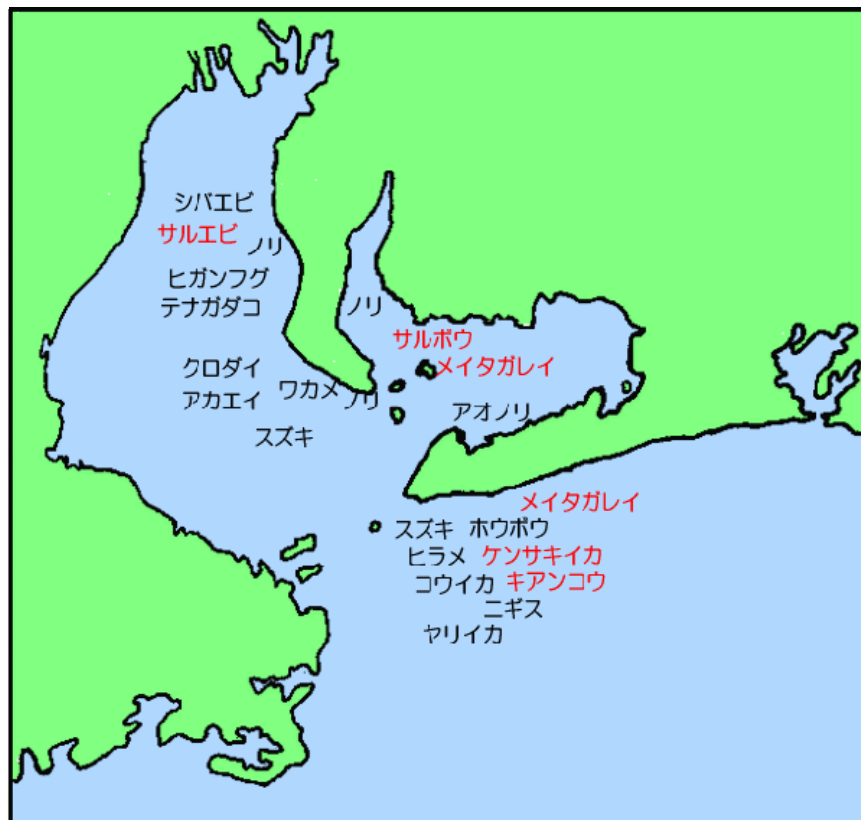 シバエビ
サルエビ
ノリ
ヒガンフグ
テナガダコ
ノリ
サルボウ
メイタガレイ
クロダイ
ワカメ
アカエイ
ノリ
アオノリ
スズキ
メイタガレイ
スズキ ホウボウ
ヒラメ ケンサキイカ
コウイカ キアンコウ
ニギス
ヤリイカ